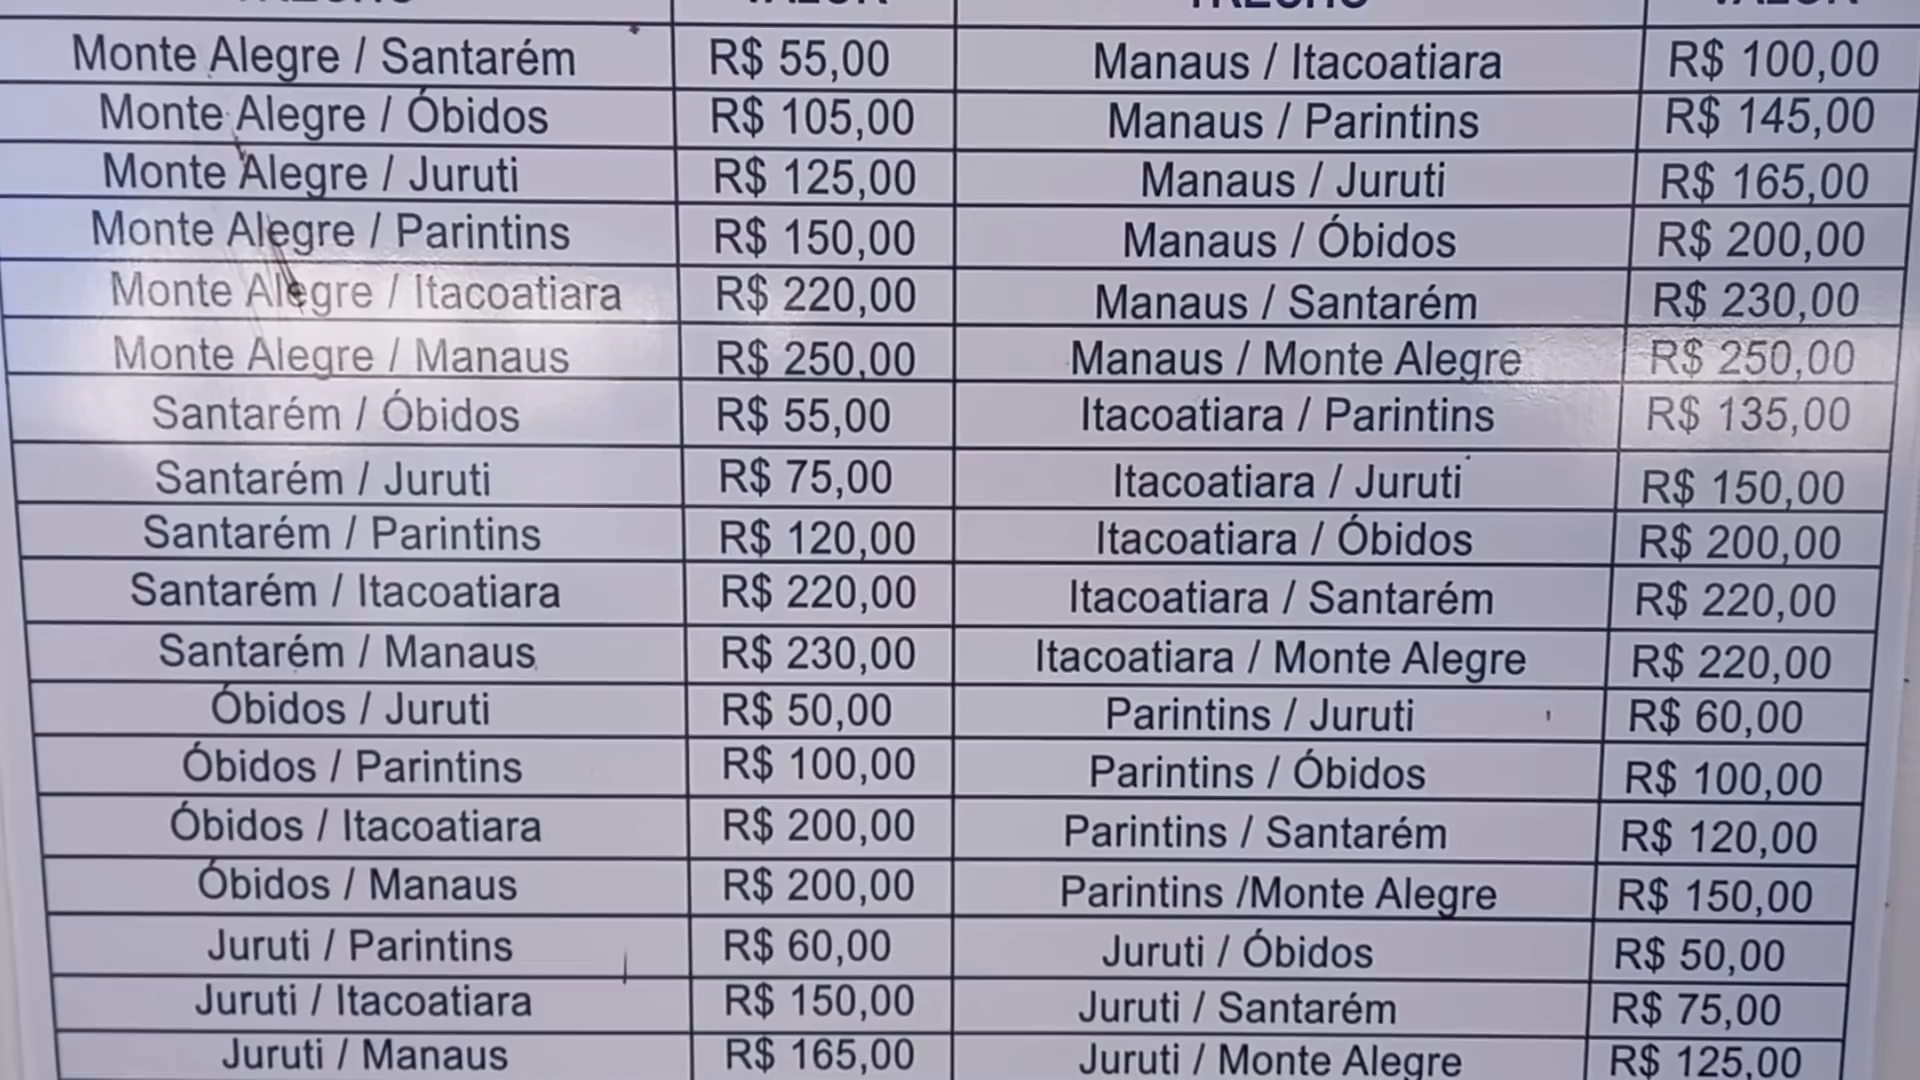 TRECHO VALOR TRECHO VALOR
Monte Alegre / Santarém R$ 55,00 Manaus / Itacoatiara R$ 100,00
Monte Alegre / Óbidos R$ 105,00 Manaus / Parintins R$ 145,00
Monte Alegre / Juruti R$ 125,00 Manaus / Juruti R$ 165,00
Monte Alegre / Parintins R$ 150,00 Manaus / Óbidos R$ 200,00
Monte Alegre / Itacoatiara R$ 220,00 Manaus / Santarém R$ 230,00
Monte Alegre / Manaus R$ 250,00 Manaus / Monte Alegre R$ 250,00
Santarém / Óbidos R$ 55,00 Itacoatiara / Parintins R$ 135,00
Santarém / Juruti R$ 75,00 Itacoatiara / Juruti R$ 150,00
Santarém / Parintins R$ 120,00 Itacoatiara / Óbidos R$ 200,00
Santarém / Itacoatiara R$ 220,00 Itacoatiara / Santarém R$ 220,00
Santarém / Manaus R$ 230,00 Itacoatiara / Monte Alegre R$ 220,00
Óbidos / Juruti R$ 50,00 Parintins / Juruti R$ 60,00
Óbidos / Parintins R$ 100,00 Parintins / Óbidos R$ 100,00
Óbidos / Itacoatiara R$ 200,00 Parintins / Santarém R$ 120,00
Óbidos / Manaus R$ 200,00 Parintins /Monte Alegre R$ 150,00
Juruti / Parintins R$ 60,00 Juruti / Óbidos R$ 50,00
Juruti / Itacoatiara R$ 150,00 Juruti / Santarém R$ 75,00
Juruti / Manaus R$ 165,00 Juruti / Monte Alegre R$ 125,00